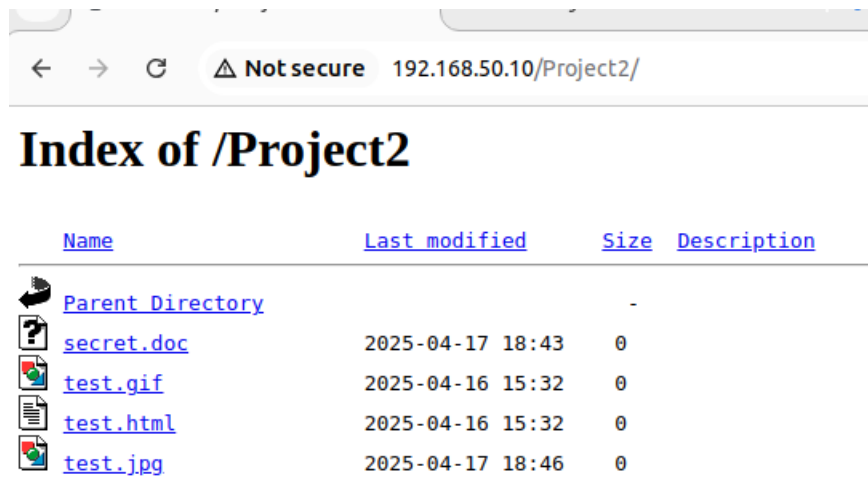 Not secure 192.168.50.10/Project2/
Index of /Project2
Name Last modified Size Description
Parent Directory -
secret.doc 2025-04-17 18:43 0
test.gif 2025-04-16 15:32 0
test.html 2025-04-16 15:32 0
test.jpg 2025-04-17 18:46 0